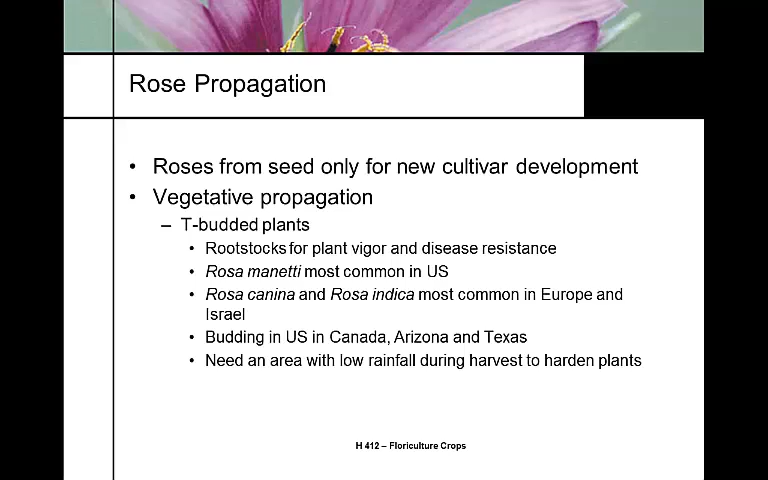 Rose Propagation
• Roses from seed only for new cultivar development
• Vegetative propagation
– T-budded plants
• Rootstocks for plant vigor and disease resistance
• Rosa manetti most common in US
• Rosa canina and Rosa indica most common in Europe and
Israel
• Budding in US in Canada, Arizona and Texas
• Need an area with low rainfall during harvest to harden plants
H 412 – Floriculture Crops